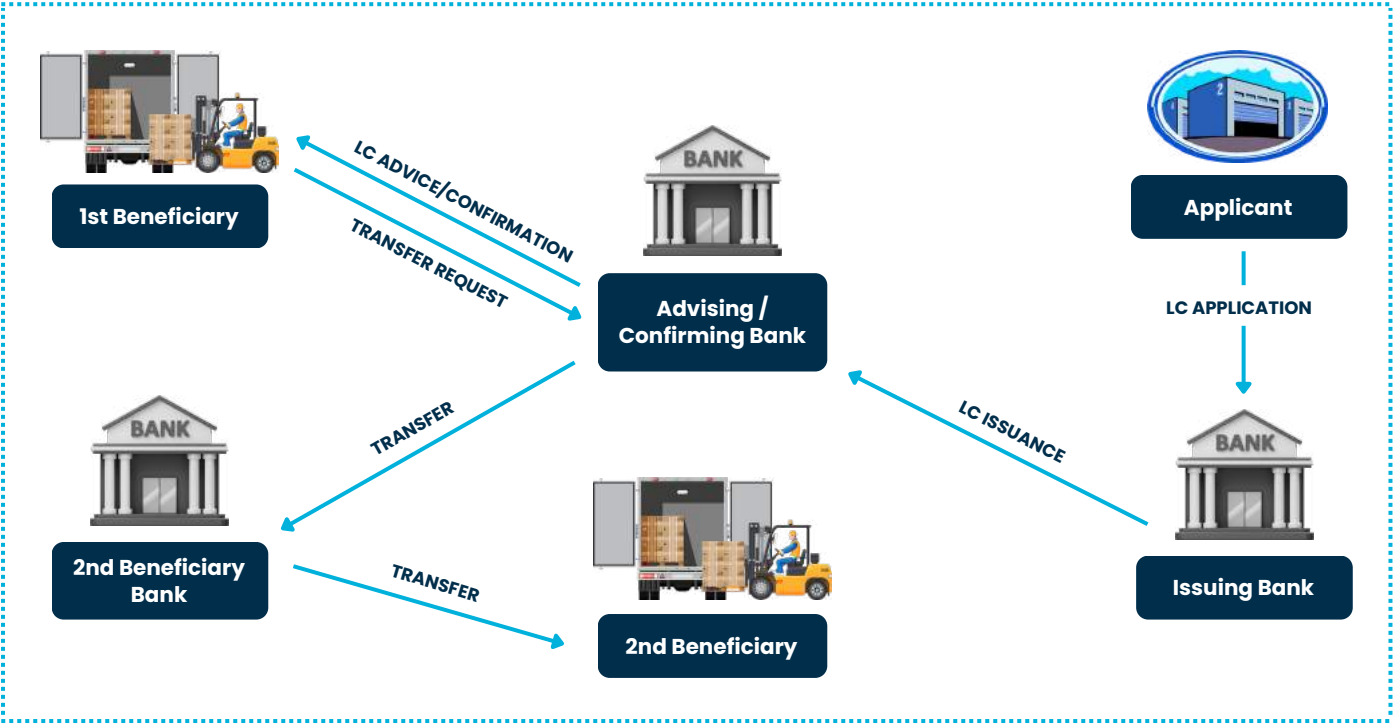 1st Beneficiary
LC ADVICE/CONFIRMATION
TRANSFER REQUEST
BANK
Advising /
Confirming Bank
2
Applicant
LC APPLICATION
LC ISSUANCE
BANK
Issuing Bank
TRANSFER
BANK
2nd Beneficiary
Bank
TRANSFER
2nd Beneficiary